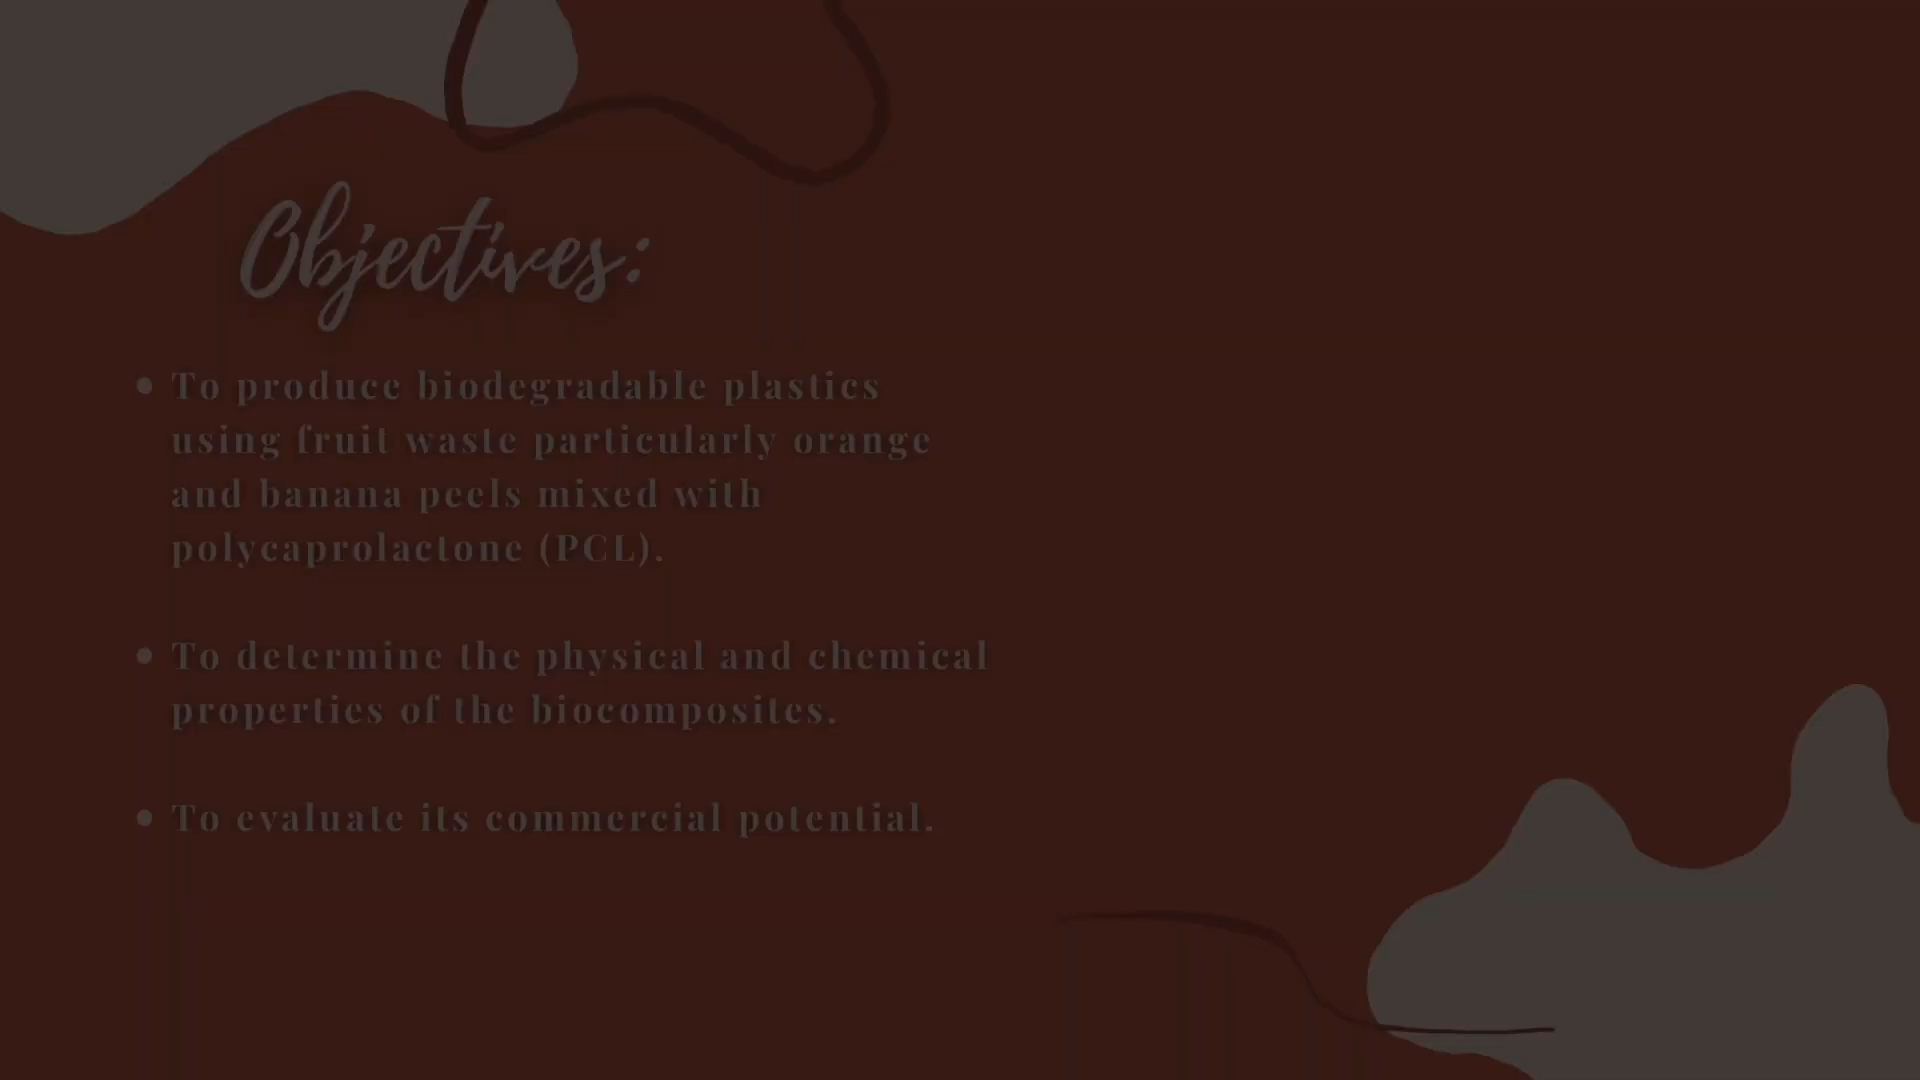 Objectives:
• To produce biodegradable plastics
using fruit waste particularly orange
and banana peels mixed with
polycaprolactone (PCL).
• To determine the physical and chemical
properties of the biocomposites.
• To evaluate its commercial potential.